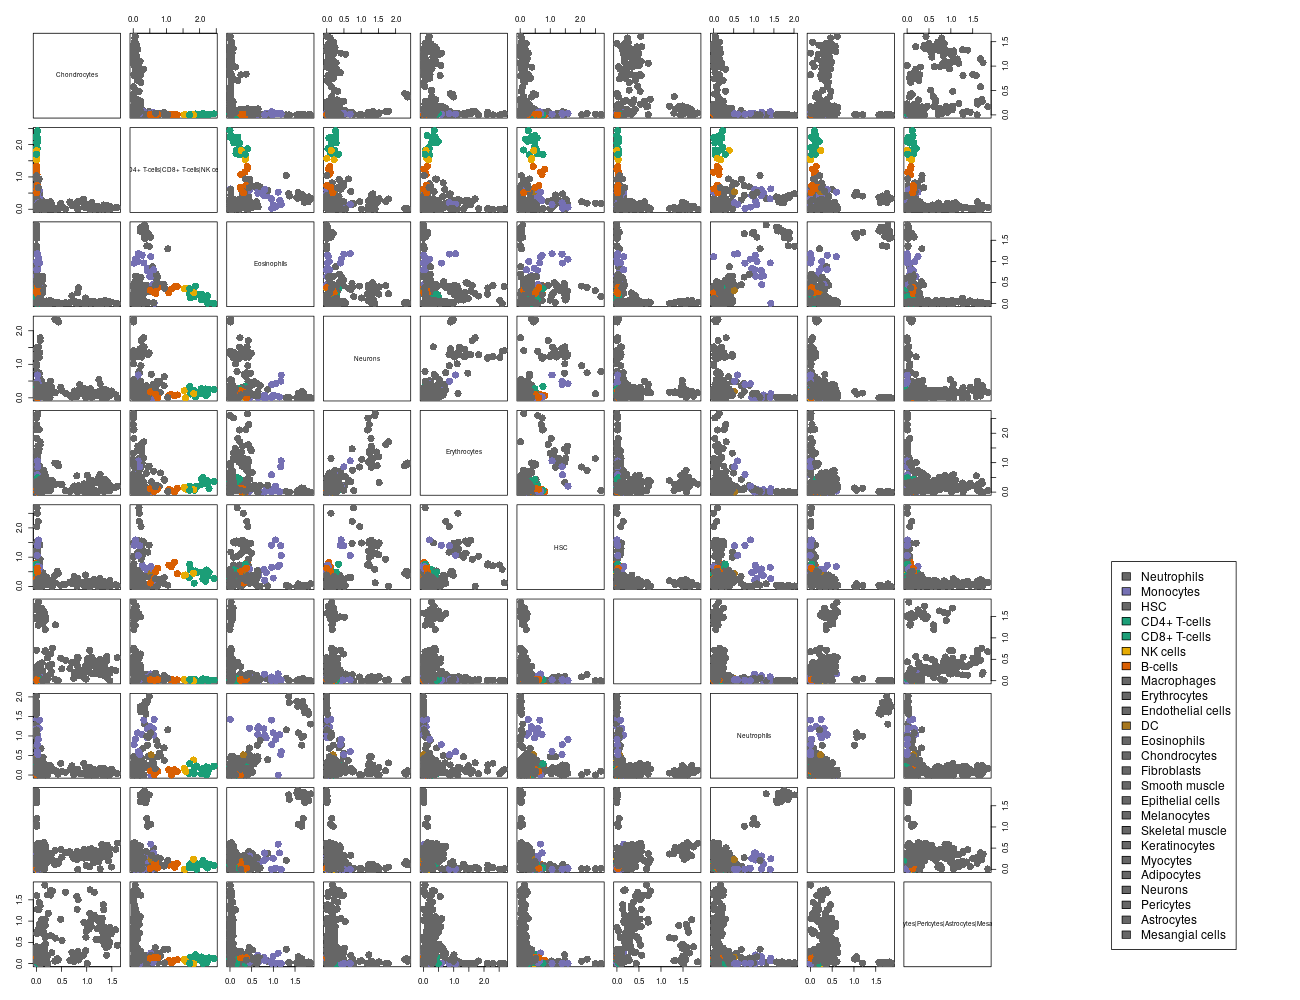 0.0 1.0 2.0 0.0 0.5 1.0 1.5 2.0 0.0 1.0 2.0 0.0 0.5 1.0 1.5 2.0 0.0 0.5 1.0 1.5
Chondrocytes
0.0 0.5 1.0 1.5
0.0 1.0 2.0
D4+ T-cells|CD8+ T-cells|NK ce
Eosinophils
0.0 0.5 1.0 1.5
0.0 1.0 2.0
Neurons
Erythrocytes
0.0 1.0 2.0
0.0 1.0 2.0
HSC
0.0 0.5 1.0 1.5
0.0 0.5 1.0 1.5 2.0
Neutrophils
0.0 0.5 1.0 1.5
0.0 0.5 1.0 1.5
ytes|Pericytes|Astrocytes|Mesa
0.0 0.5 1.0 1.5 0.0 0.5 1.0 1.5 0.0 1.0 2.0 0.0 0.5 1.0 1.5 0.0 0.5 1.0 1.5
Neutrophils
Monocytes
HSC
CD4+ T-cells
CD8+ T-cells
NK cells
B-cells
Macrophages
Erythrocytes
Endothelial cells
DC
Eosinophils
Chondrocytes
Fibroblasts
Smooth muscle
Epithelial cells
Melanocytes
Skeletal muscle
Keratinocytes
Myocytes
Adipocytes
Neurons
Pericytes
Astrocytes
Mesangial cells